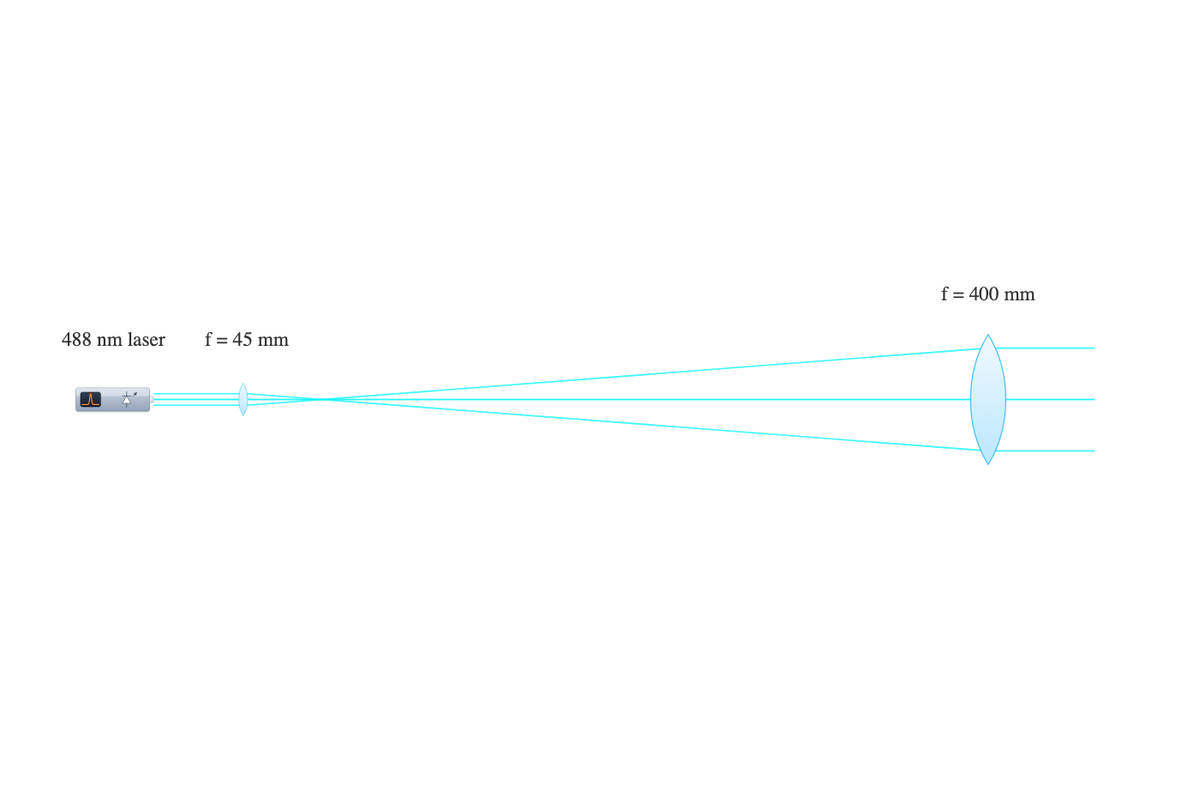 f = 400 mm
488 nm laser
f = 45 mm